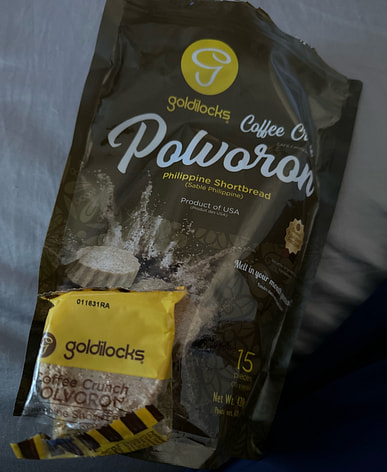 goldilocks
Coffee
Polvoron
Philippine Shortbread
(Sablé Philippine)
Product of USA
Melt in your mouth
15
Net Wt.
011631RA
goldilocks
Coffee Crunch
POLVORON